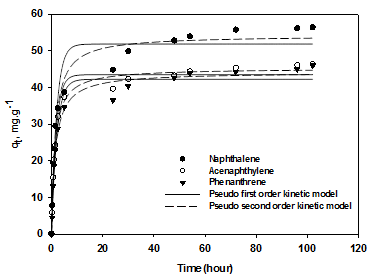 70
60
50
40
30
20
10
0
qt, mg.g-1
Naphthalene
Acenaphthylene
Phenanthrene
Pseudo first order kinetic model
Pseudo second order kinetic model
0 20 40 60 80 100 120
Time (hour)